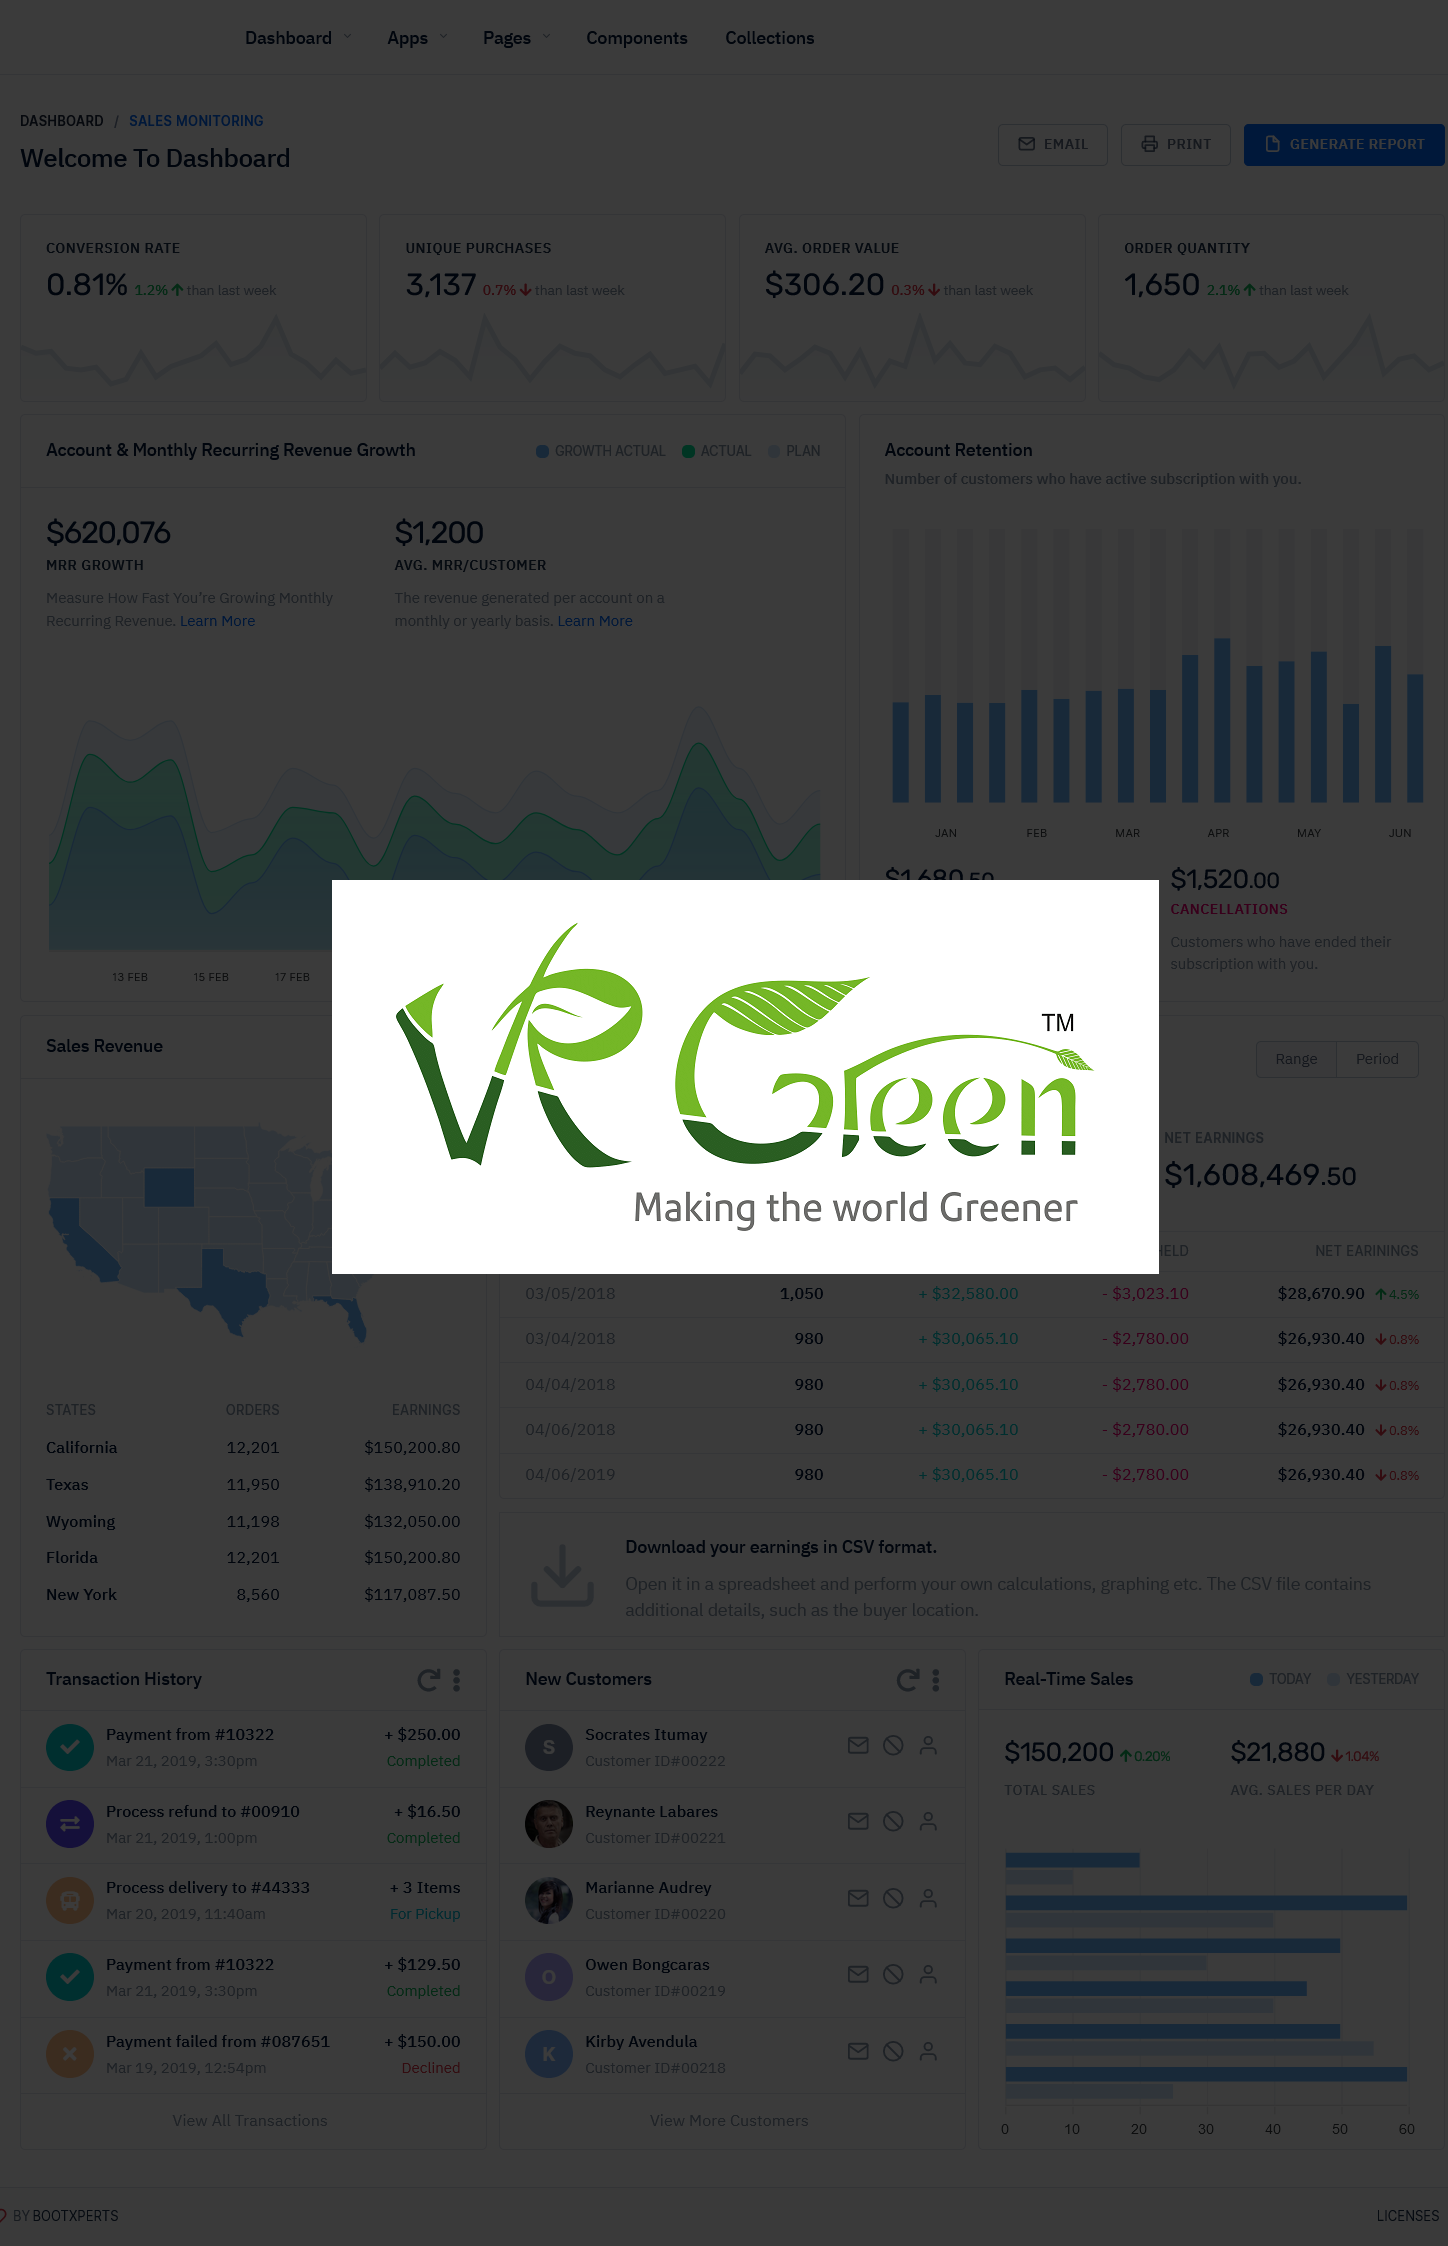 Dashboard Apps Pages Components Collections
DASHBOARD / SALES MONITORING
Welcome To Dashboard
EMAIL PRINT GENERATE REPORT
CONVERSION RATE
0.81% 1.2% than last week
UNIQUE PURCHASES
3,137 0.7% than last week
AVG. ORDER VALUE
$306.20 0.3% than last week
ORDER QUANTITY
1,650 2.1% than last week
Account & Monthly Recurring Revenue Growth
GROWTH ACTUAL ACTUAL PLAN
$620,076
MRR GROWTH
Measure How Fast You're Growing Monthly
Recurring Revenue. Learn More
$1,200
AVG. MRR/CUSTOMER
The revenue generated per account on a
monthly or yearly basis. Learn More
13 FEB 15 FEB 17 FEB
Account Retention
Number of customers who have active subscription with you.
JAN FEB MAR APR MAY JUN
$1,680.50
$1,520.00
CANCELLATIONS
Customers who have ended their
subscription with you.
VR Green TM
Making the world Greener
Sales Revenue
STATES ORDERS EARNINGS
California 12,201 $150,200.80
Texas 11,950 $138,910.20
Wyoming 11,198 $132,050.00
Florida 12,201 $150,200.80
New York 8,560 $117,087.50
Range Period
NET EARNINGS
$1,608,469.50
HELD NET EARININGS
03/05/2018 1,050 + $32,580.00 - $3,023.10 $28,670.90 4.5%
03/04/2018 980 + $30,065.10 - $2,780.00 $26,930.40 0.8%
04/04/2018 980 + $30,065.10 - $2,780.00 $26,930.40 0.8%
04/06/2018 980 + $30,065.10 - $2,780.00 $26,930.40 0.8%
04/06/2019 980 + $30,065.10 - $2,780.00 $26,930.40 0.8%
Download your earnings in CSV format.
Open it in a spreadsheet and perform your own calculations, graphing etc. The CSV file contains
additional details, such as the buyer location.
Transaction History
Payment from #10322 + $250.00
Mar 21, 2019, 3:30pm Completed
Process refund to #00910 + $16.50
Mar 21, 2019, 1:00pm Completed
Process delivery to #44333 + 3 Items
Mar 20, 2019, 11:40am For Pickup
Payment from #10322 + $129.50
Mar 21, 2019, 3:30pm Completed
Payment failed from #087651 + $150.00
Mar 19, 2019, 12:54pm Declined
View All Transactions
New Customers
S Socrates Itumay
Customer ID#00222
Reynante Labares
Customer ID#00221
Marianne Audrey
Customer ID#00220
O Owen Bongcaras
Customer ID#00219
K Kirby Avendula
Customer ID#00218
View More Customers
Real-Time Sales
TODAY YESTERDAY
$150,200 0.20%
TOTAL SALES
$21,880 1.04%
AVG. SALES PER DAY
0 10 20 30 40 50 60
BY BOOTXPERTS
LICENSES